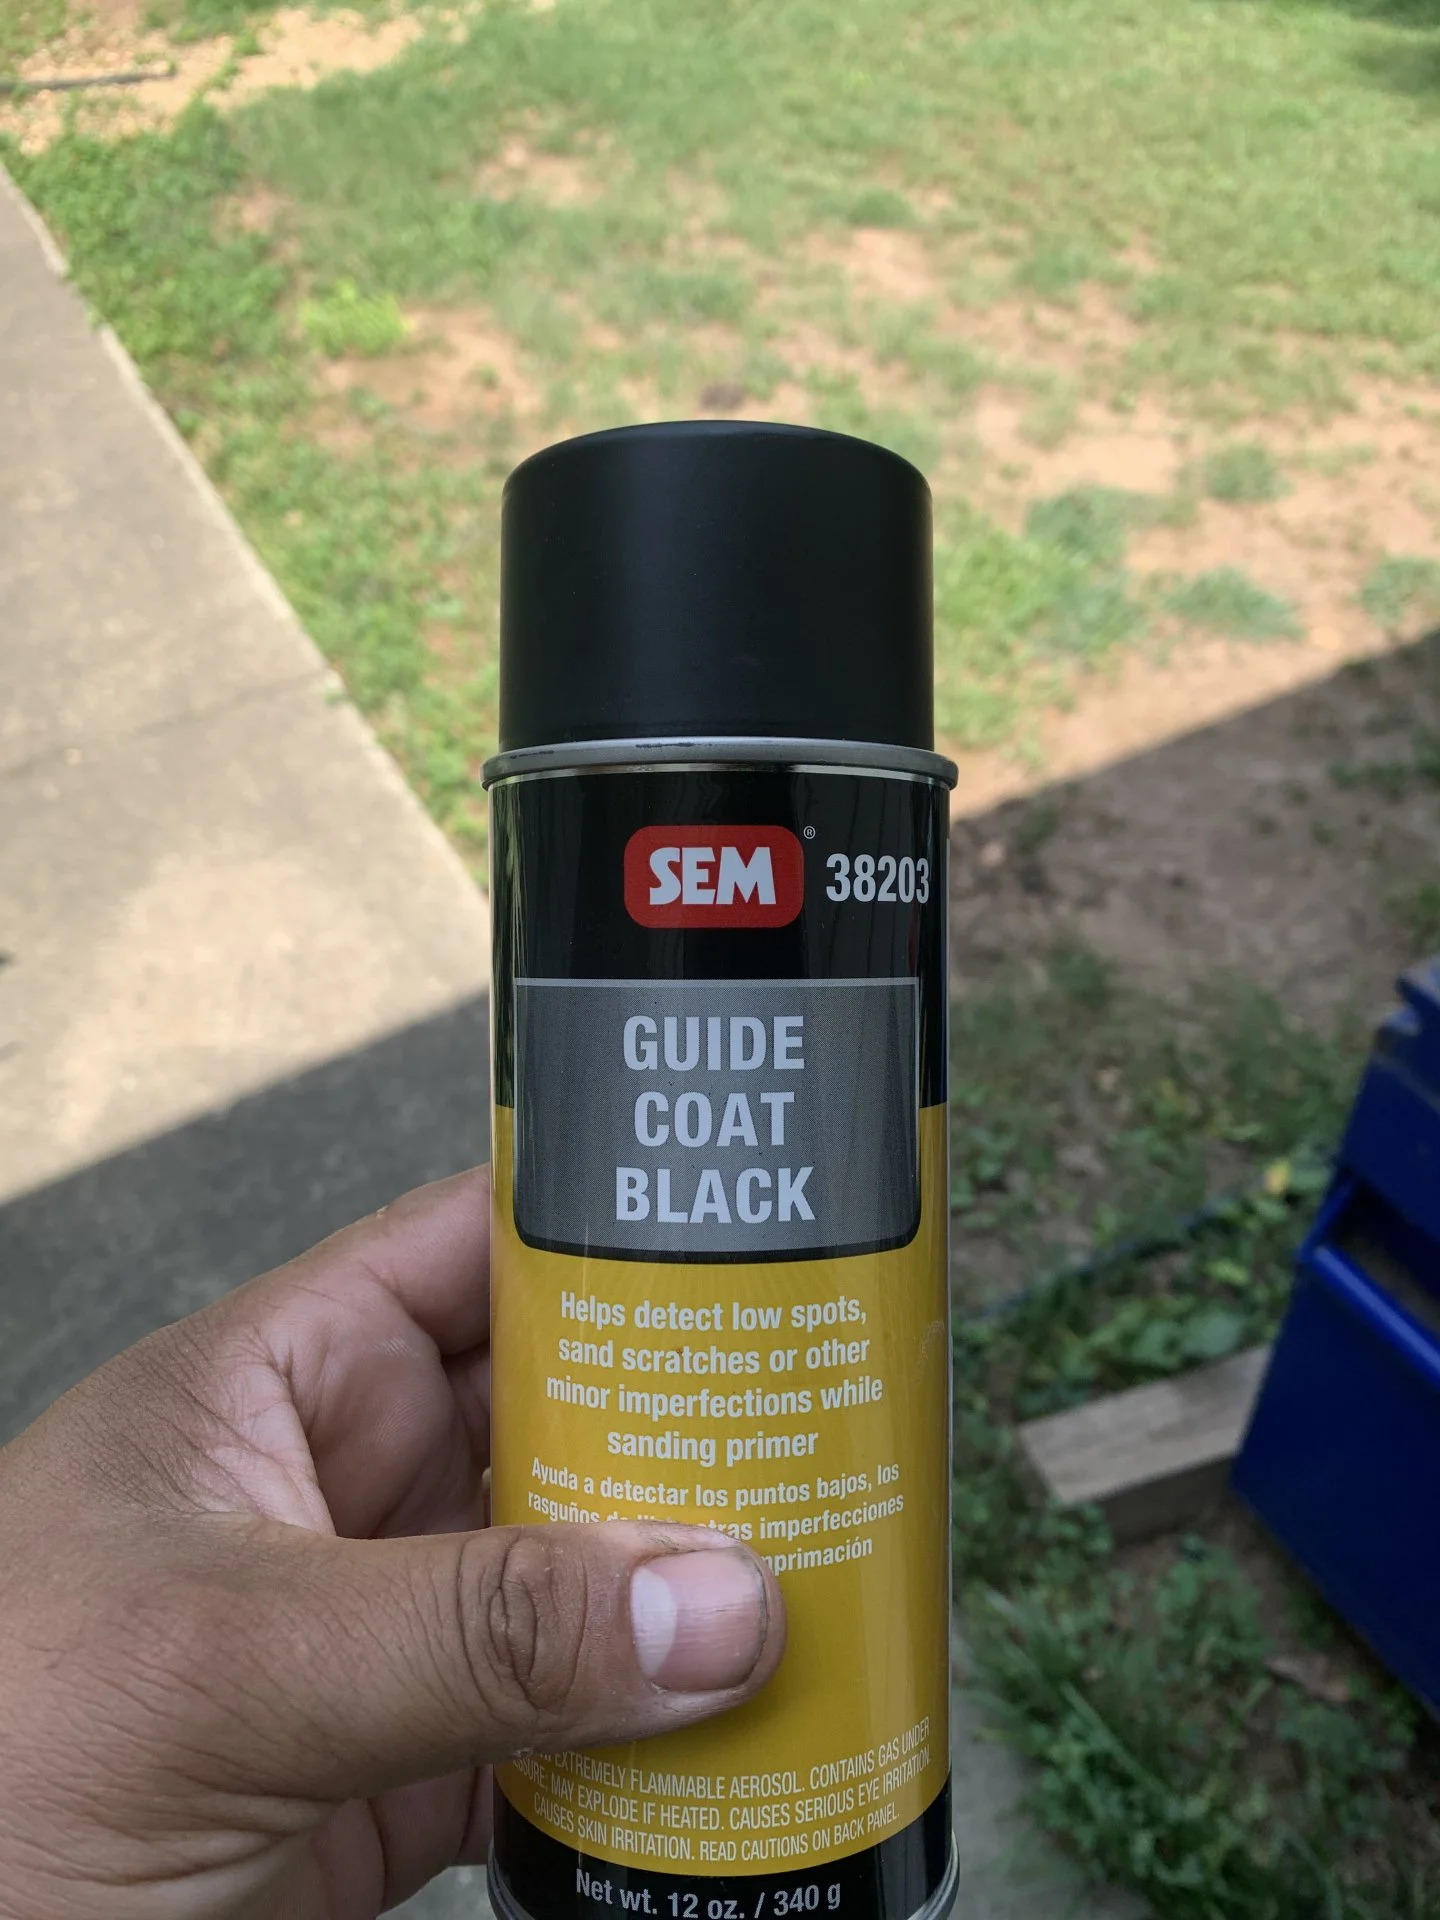 SEM® 38203
GUIDE
COAT
BLACK
Helps detect low spots,
sand scratches or other
minor imperfections while
sanding primer
Ayuda a detectar los puntos bajos, los
rasguños imperfecciones
EXTREMELY FLAMMABLE AEROSOL. CONTAINS GAS UNDER
MAY EXPLODE IF HEATED. CAUSES SERIOUS EYE IRRITATION.
CAUSES SKIN IRRITATION. READ CAUTIONS ON BACK PANEL.
Net wt. 12 oz. / 340 g